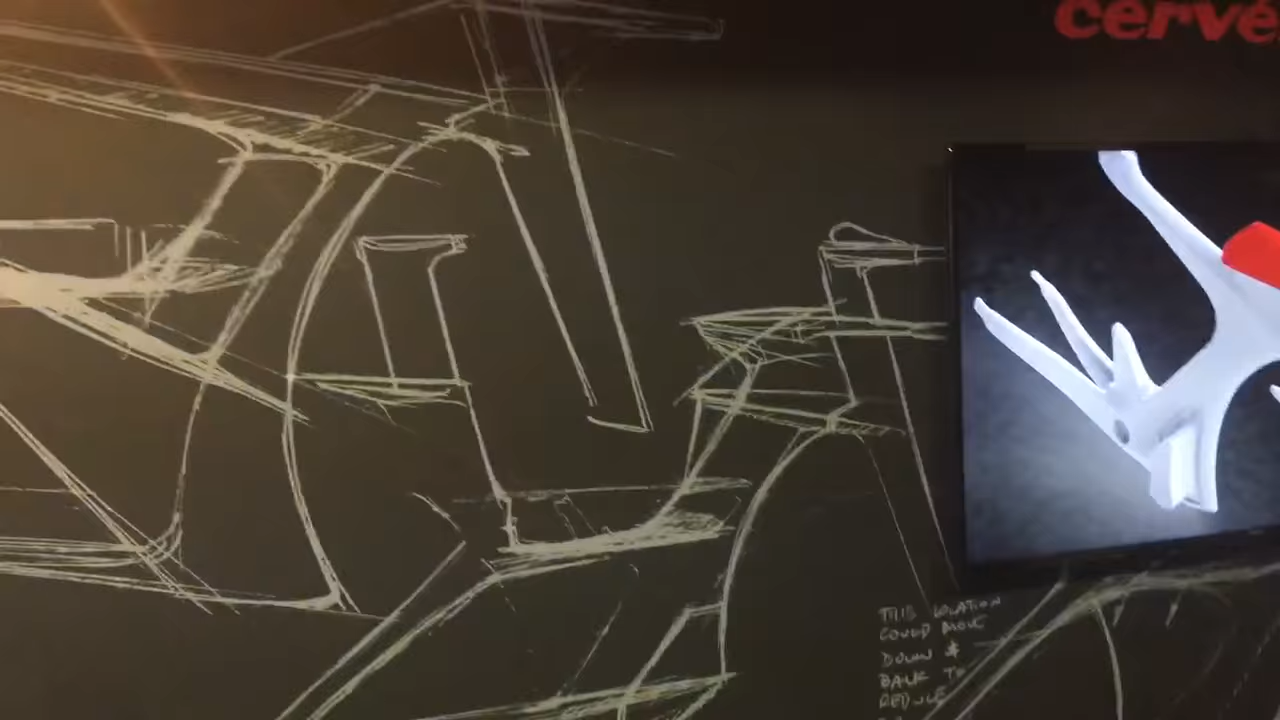 cervé
THIS LOCATION
COULD MOVE
DOWN &
BACK TO
REDUCE